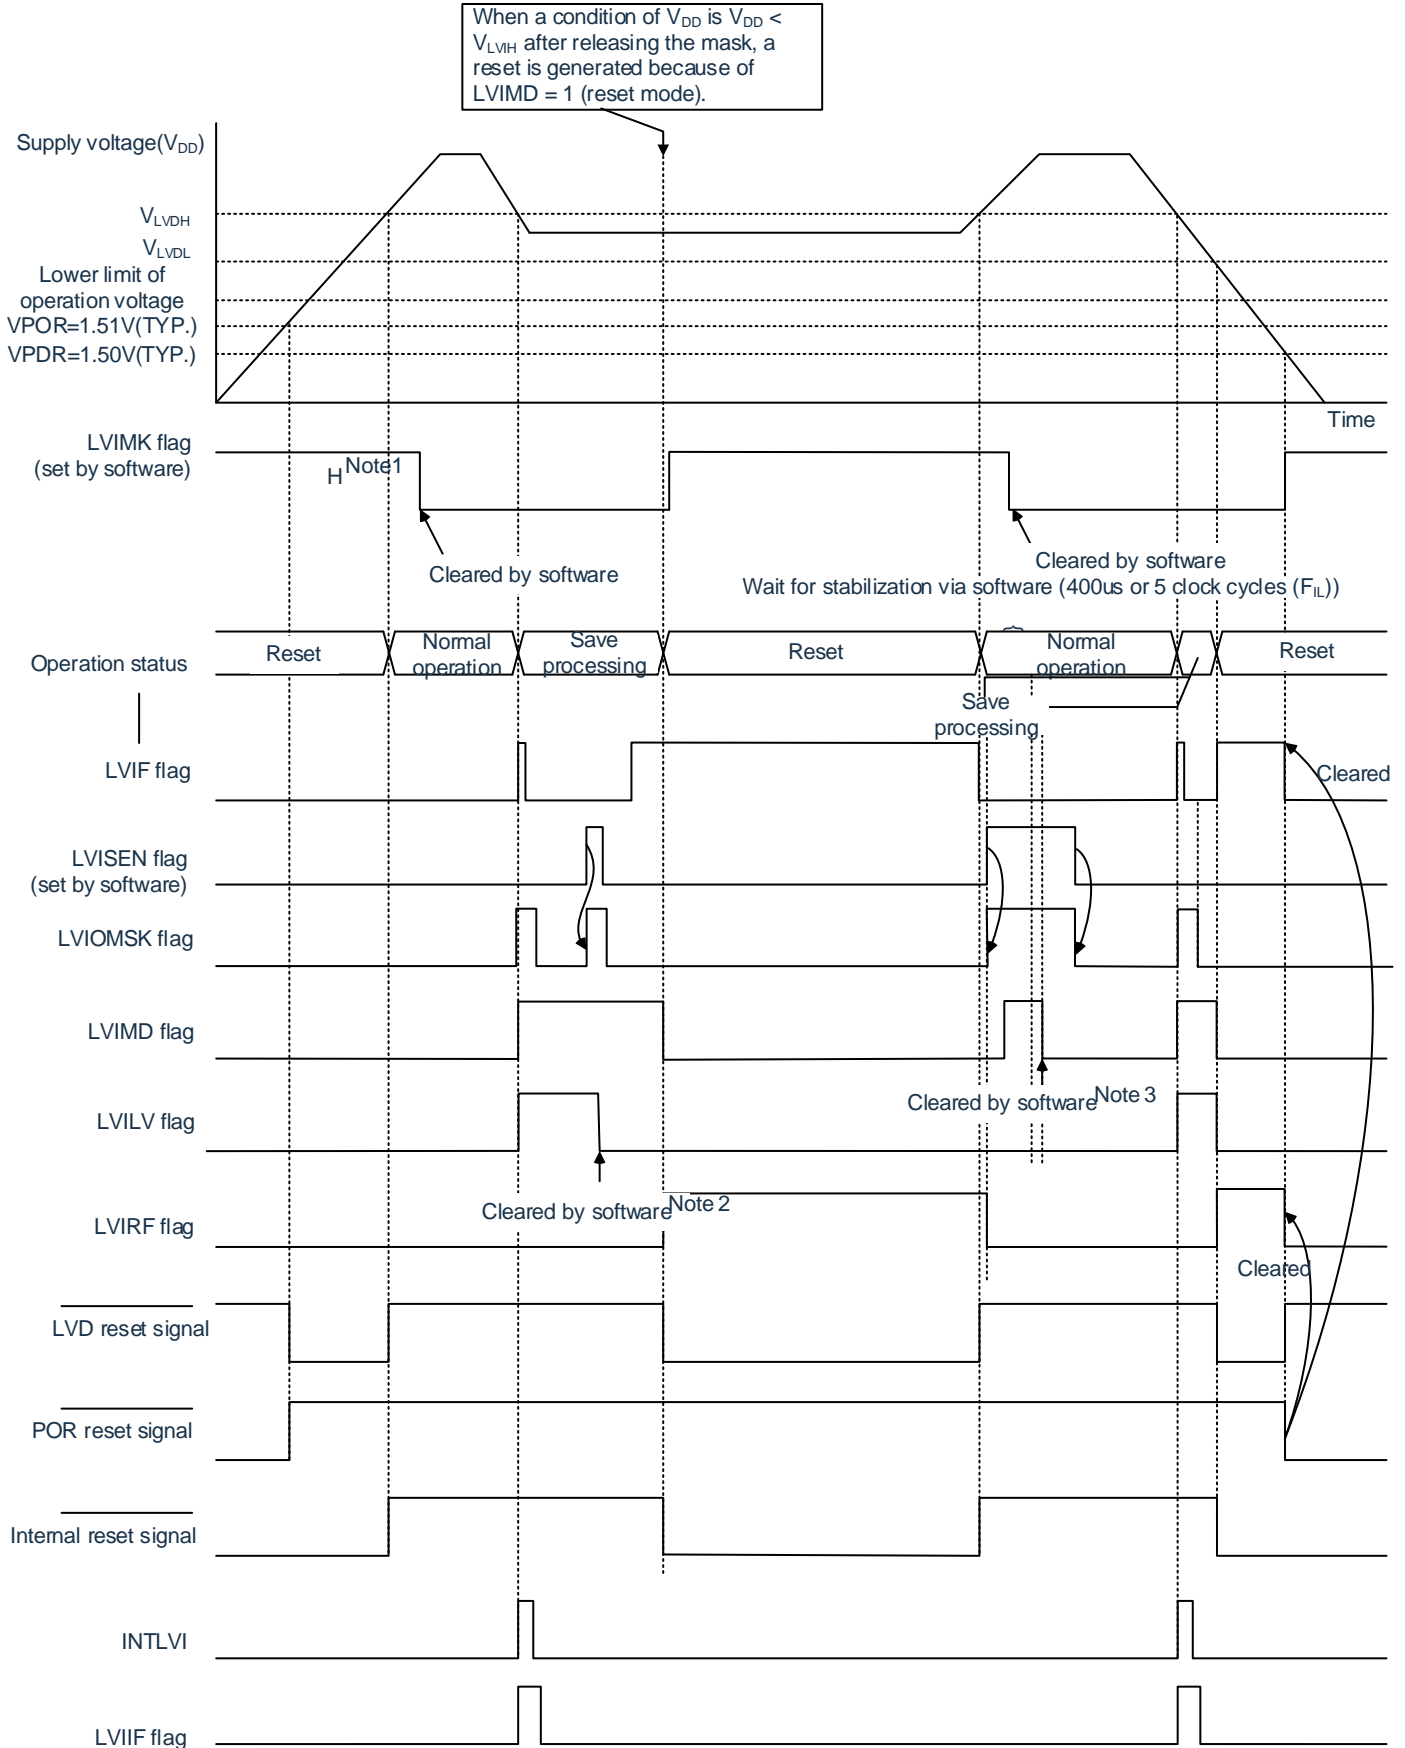 When a condition of VDD is VDD <
VLVIH after releasing the mask, a
reset is generated because of
LVIMD = 1 (reset mode).
Supply voltage(VDD)
VLVDH
VLVDL
Lower limit of
operation voltage
VPOR=1.51V(TYP.)
VPDR=1.50V(TYP.)
Time
LVIMK flag
(set by software)
H Note1
Cleared by software
Cleared by software
Wait for stabilization via software (400us or 5 clock cycles (FIL))
Operation status
Reset
Normal
operation
Save
processing
Reset
Normal
operation
Reset
Save
processing
LVIF flag
Cleared
LVISEN flag
(set by software)
LVIOMSK flag
LVIMD flag
Cleared by software Note 3
LVILV flag
Cleared by software Note 2
LVIRF flag
Cleared
LVD reset signal
POR reset signal
Internal reset signal
INTLVI
LVIIF flag